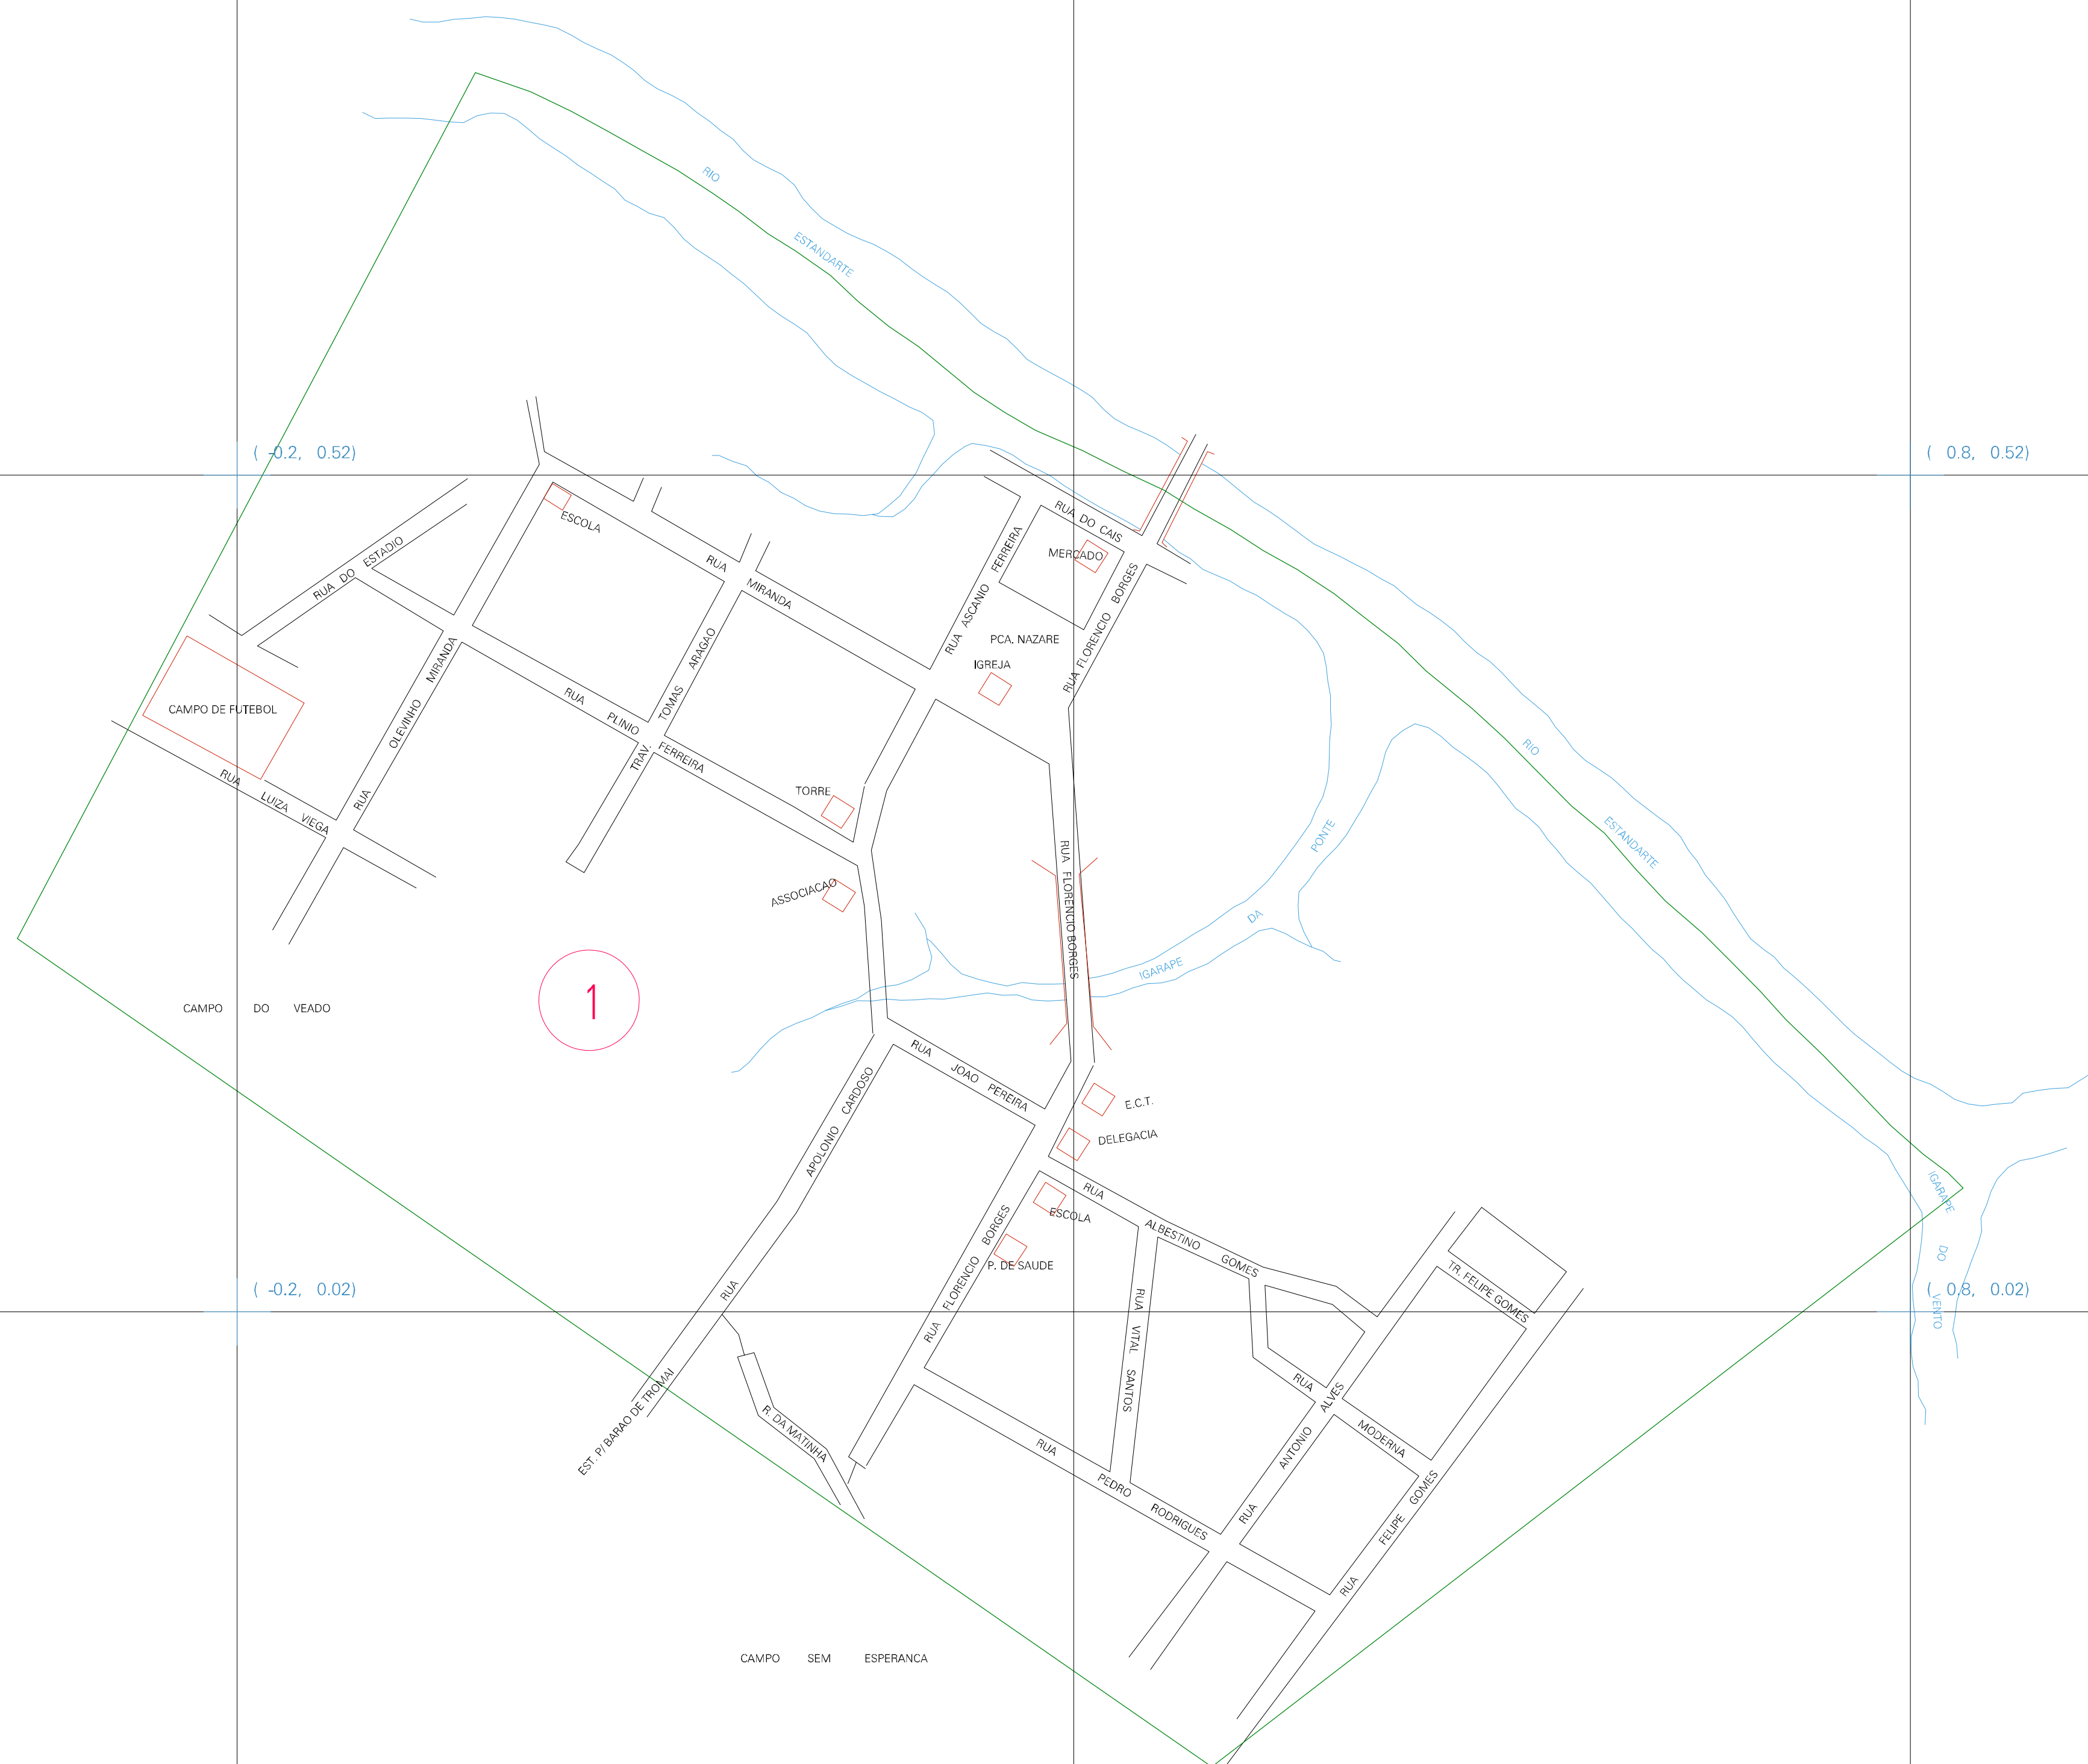 RIO
ESTANDARTE
( -0.2, 0.52)
( 0.8, 0.52)
ESCOLA
RUA DO CAIS
MERCADO
RUA DO ESTADIO
RUA MIRANDA
RUA ASCANIO FERREIRA
RUA FLORENCIO BORGES
PCA. NAZARE
IGREJA
RUA OLEVINHO MIRANDA
TRAV. TOMAS ARAGAO
RUA PLINIO FERREIRA
CAMPO DE FUTEBOL
RUA LUIZA VIEGA
TORRE
ASSOCIACAO
RUA FLORENCIO BORGES
RIO
ESTANDARTE
IGARAPE DA PONTE
CAMPO DO VEADO
1
RUA JOAO PEREIRA
RUA APOLONIO CARDOSO
E.C.T.
DELEGACIA
RUA ALBESTINO GOMES
ESCOLA
P. DE SAUDE
RUA FLORENCIO BORGES
RUA VITAL SANTOS
TR. FELIPE GOMES
IGARAPE DO VENTO
( -0.2, 0.02)
( 0.8, 0.02)
EST. P/ BARAO DE TROMAI
R. DA MATINHA
RUA MODERNA
RUA ANTONIO ALVES
RUA PEDRO RODRIGUES
RUA FELIPE GOMES
CAMPO SEM ESPERANCA